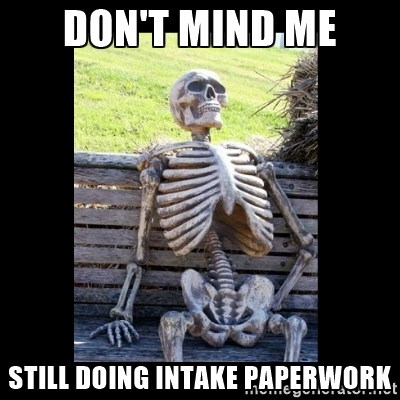 DON'T MIND ME
STILL DOING INTAKE PAPERWORK
memegenerator.net